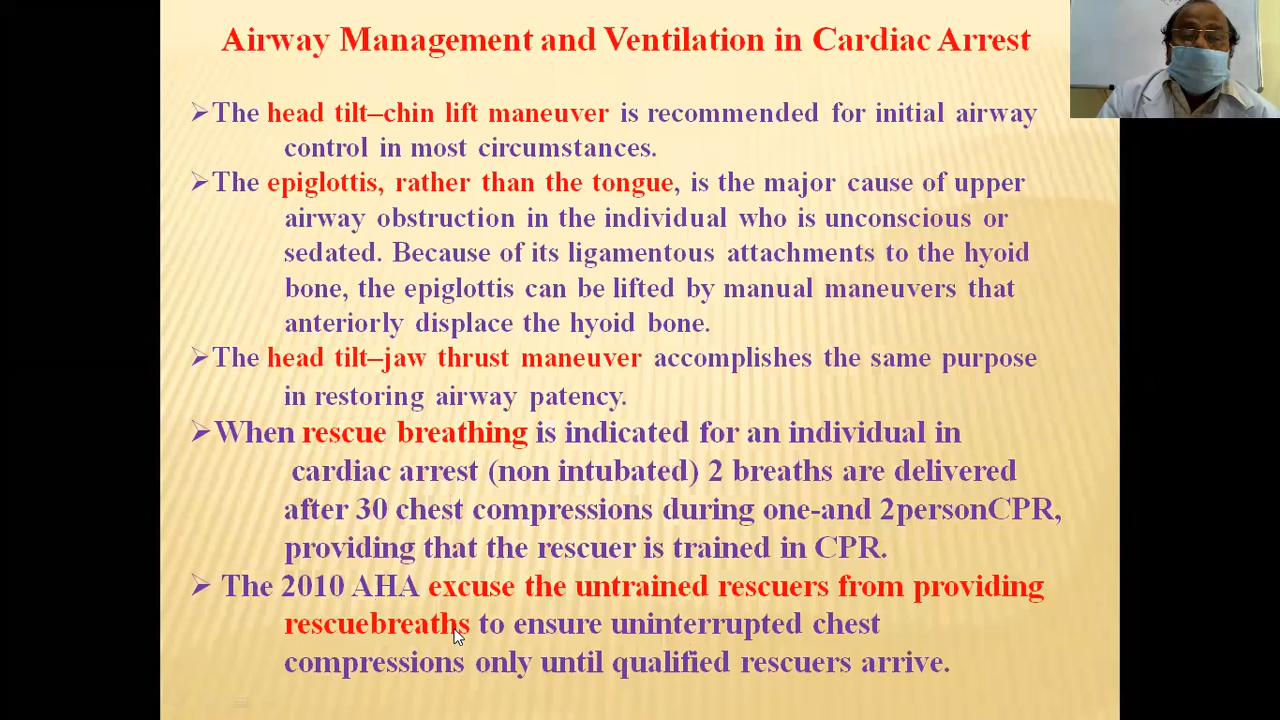 Airway Management and Ventilation in Cardiac Arrest
➢The head tilt–chin lift maneuver is recommended for initial airway
control in most circumstances.
➢The epiglottis, rather than the tongue, is the major cause of upper
airway obstruction in the individual who is unconscious or
sedated. Because of its ligamentous attachments to the hyoid
bone, the epiglottis can be lifted by manual maneuvers that
anteriorly displace the hyoid bone.
➢The head tilt–jaw thrust maneuver accomplishes the same purpose
in restoring airway patency.
➢When rescue breathing is indicated for an individual in
cardiac arrest (non intubated) 2 breaths are delivered
after 30 chest compressions during one-and 2personCPR,
providing that the rescuer is trained in CPR.
➢ The 2010 AHA excuse the untrained rescuers from providing
rescuebreaths to ensure uninterrupted chest
compressions only until qualified rescuers arrive.